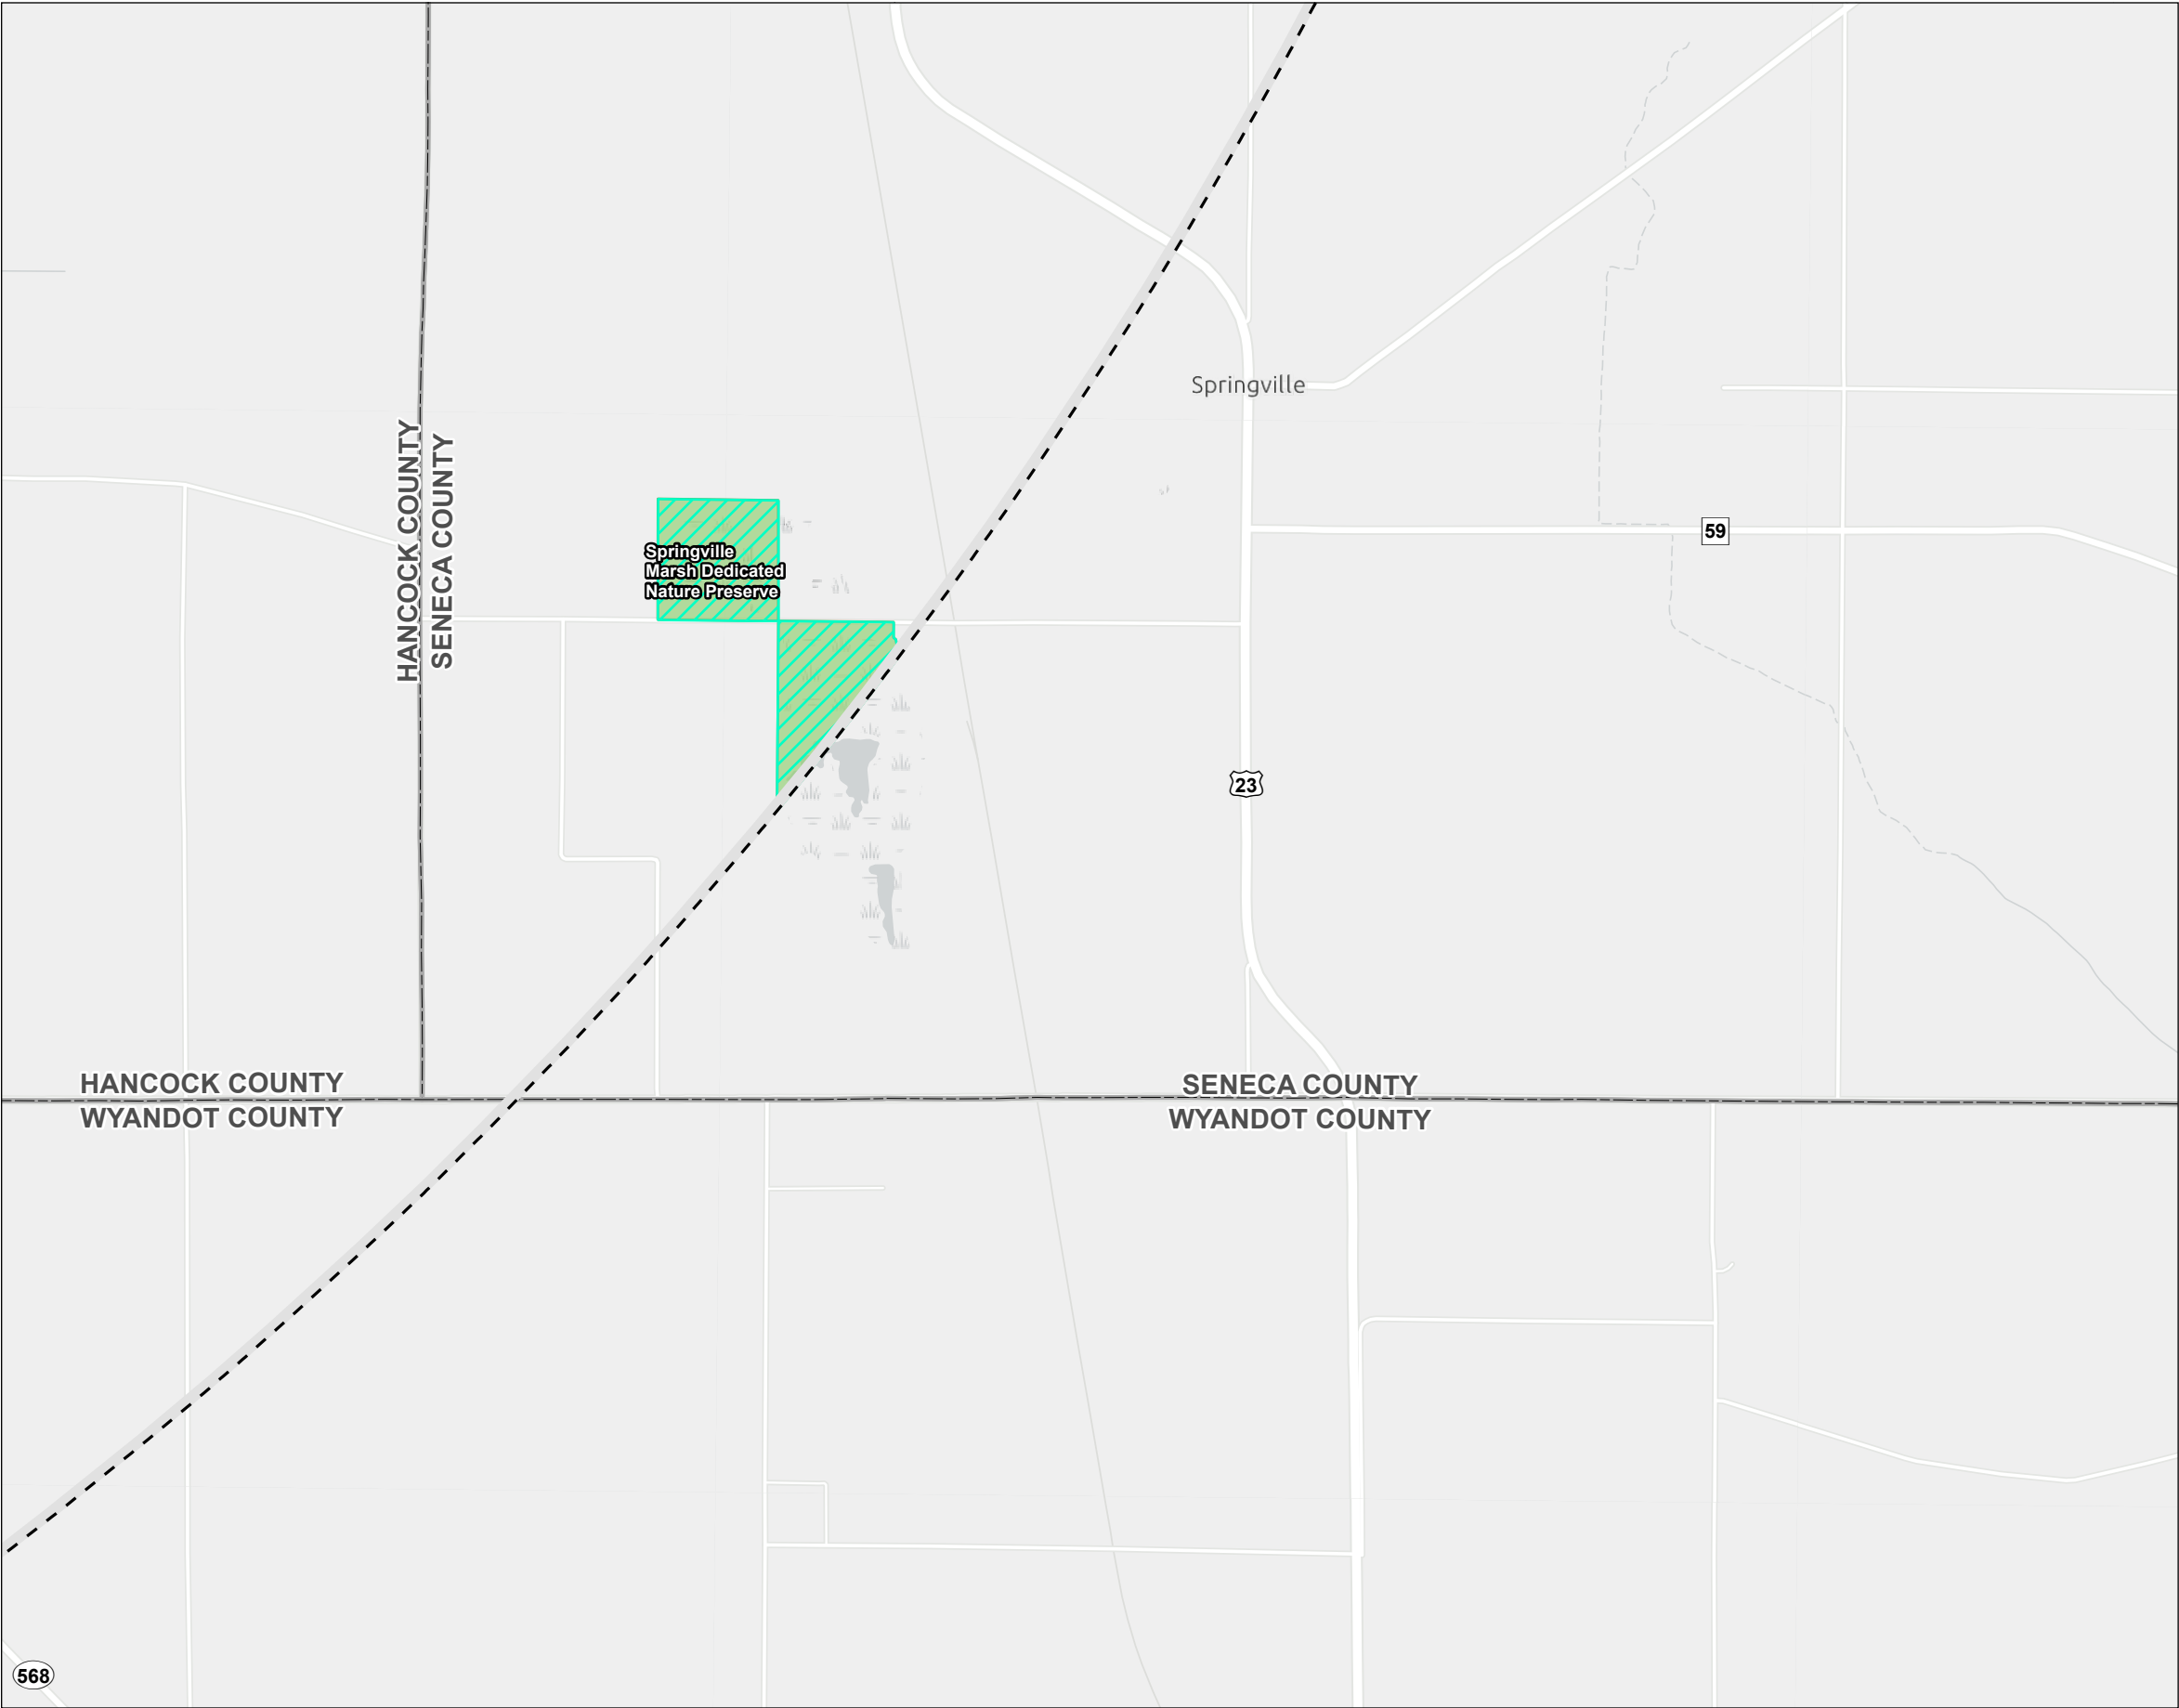 Springville
HANCOCK COUNTY
SENECA COUNTY
59
Springville
Marsh Dedicated
Nature Preserve
23
HANCOCK COUNTY
WYANDOT COUNTY
SENECA COUNTY
WYANDOT COUNTY
568